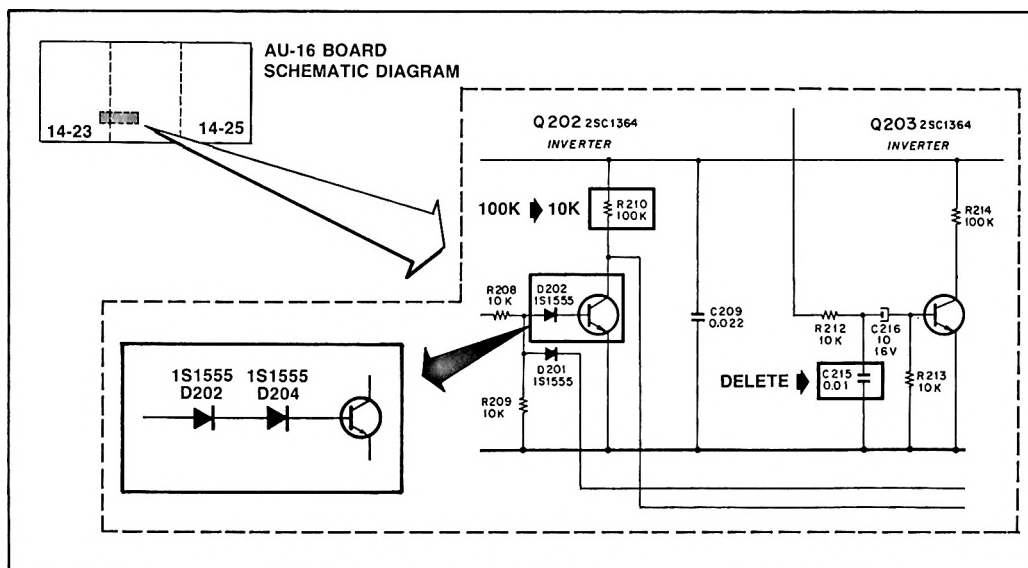 AU-16 BOARD
SCHEMATIC DIAGRAM
14-23
14-25
Q202 2SC1364
INVERTER
Q203 2SC1364
INVERTER
100K 10K
R210
100K
R214
100K
R208
10K
D202
1S1555
C209
0.022
R212
10K
C216
10
16V
D201
1S1555
DELETE
C215
0.01
R213
10K
R209
10K
1S1555 1S1555
D202 D204